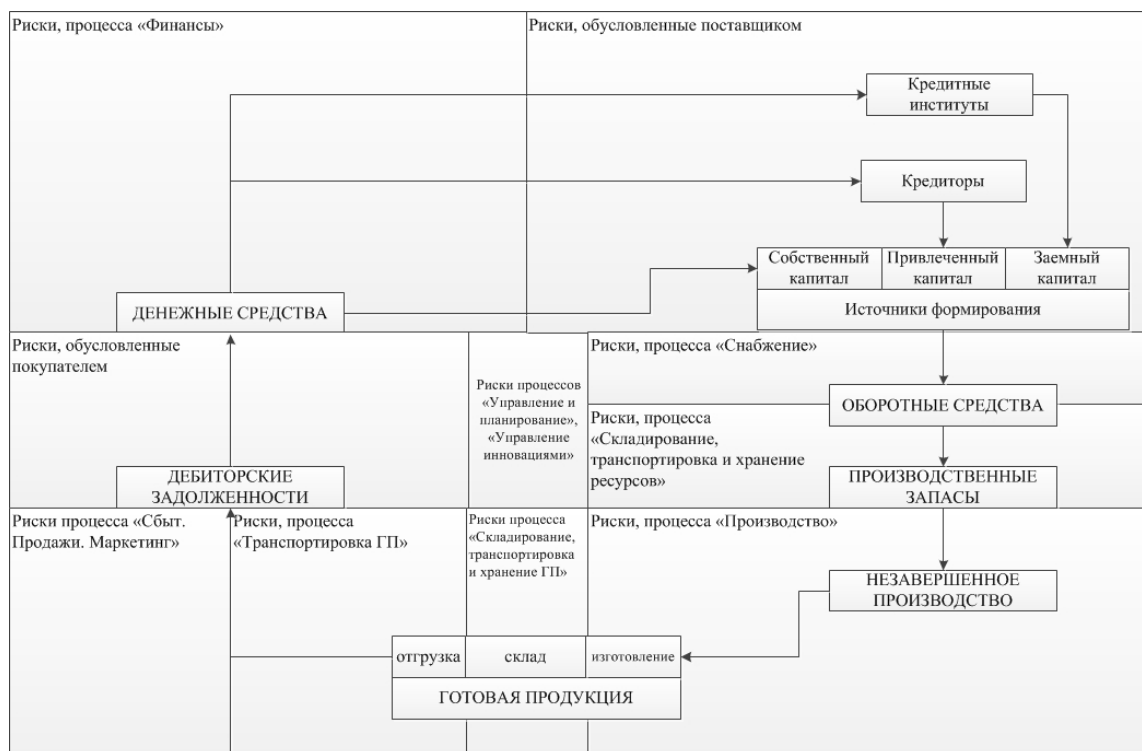 Риски, процесса «Финансы»
Риски, обусловленные поставщиком
Кредитные
институты
Кредиторы
Собственный
капитал
Привлеченный
капитал
Заемный
капитал
Источники формирования
ДЕНЕЖНЫЕ СРЕДСТВА
Риски, обусловленные
покупателем
Риски процессов
«Управление и
планирование»,
«Управление
инновациями»
Риски, процесса «Снабжение»
ОБОРОТНЫЕ СРЕДСТВА
Риски, процесса
«Складирование,
транспортировка и хранение
ресурсов»
ДЕБИТОРСКИЕ
ЗАДОЛЖЕННОСТИ
ПРОИЗВОДСТВЕННЫЕ
ЗАПАСЫ
Риски процесса «Сбыт.
Продажи. Маркетинг»
Риски, процесса
«Транспортировка ГП»
Риски процесса
«Складирование,
транспортировка
и хранение ГП»
Риски, процесса «Производство»
НЕЗАВЕРШЕННОЕ
ПРОИЗВОДСТВО
отгрузка
склад
изготовление
ГОТОВАЯ ПРОДУКЦИЯ